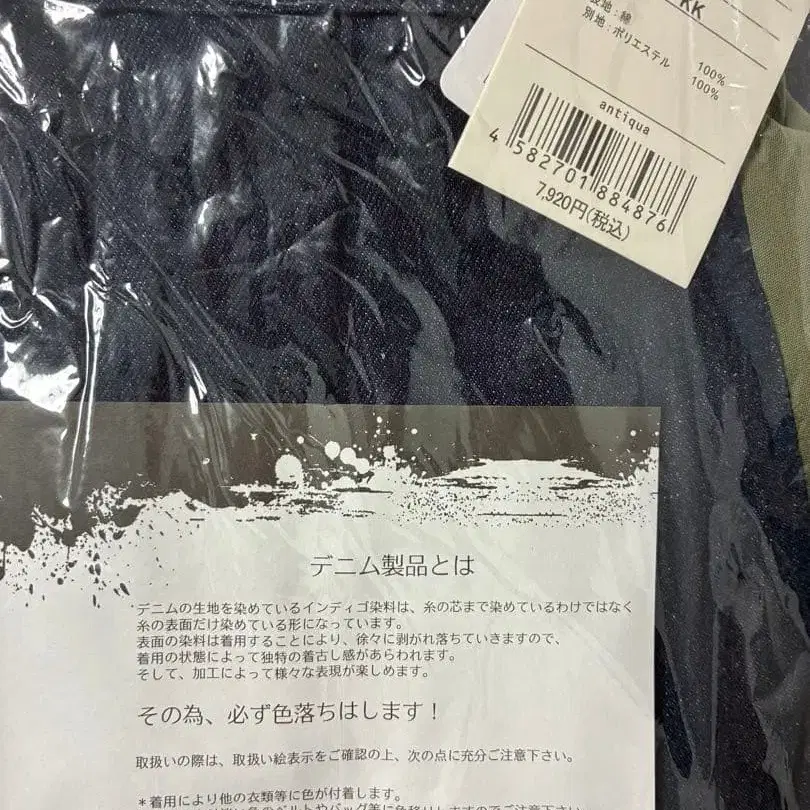 KK
地：綿 100%
別地：ポリエステル 100%
antiqua
4 582701 884876
7,920円(税込)
デニム製品とは
デニムの生地を染めているインディゴ染料は、糸の芯まで染めているわけではなく
糸の表面だけ染めている形になっています。
表面の染料は着用することにより、徐々に剥がれ落ちていきますので、
着用の状態によって独特の着古し感があらわれます。
そして、加工によって様々な表現が楽しめます。
その為、必ず色落ちはします！
取扱いの際は、取扱い絵表示をご確認の上、次の点に充分ご注意下さい。
＊着用により他の衣類等に色が付着します。